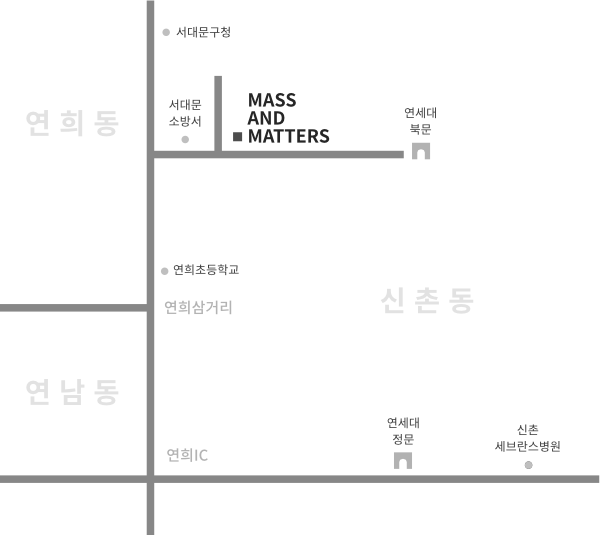 서대문구청
연희동
서대문
소방서
MASS
AND
MATTERS
연세대
북문
연희초등학교
연희삼거리
신촌동
연남동
연세대
정문
신촌
세브란스병원
연희IC